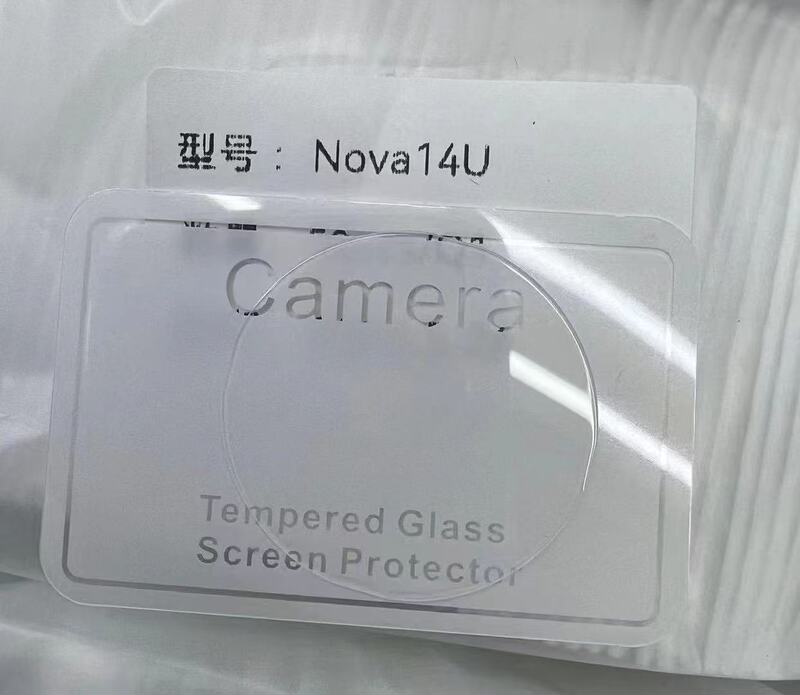 型号：Nova14U
Camera
Tempered Glass
Screen Protector